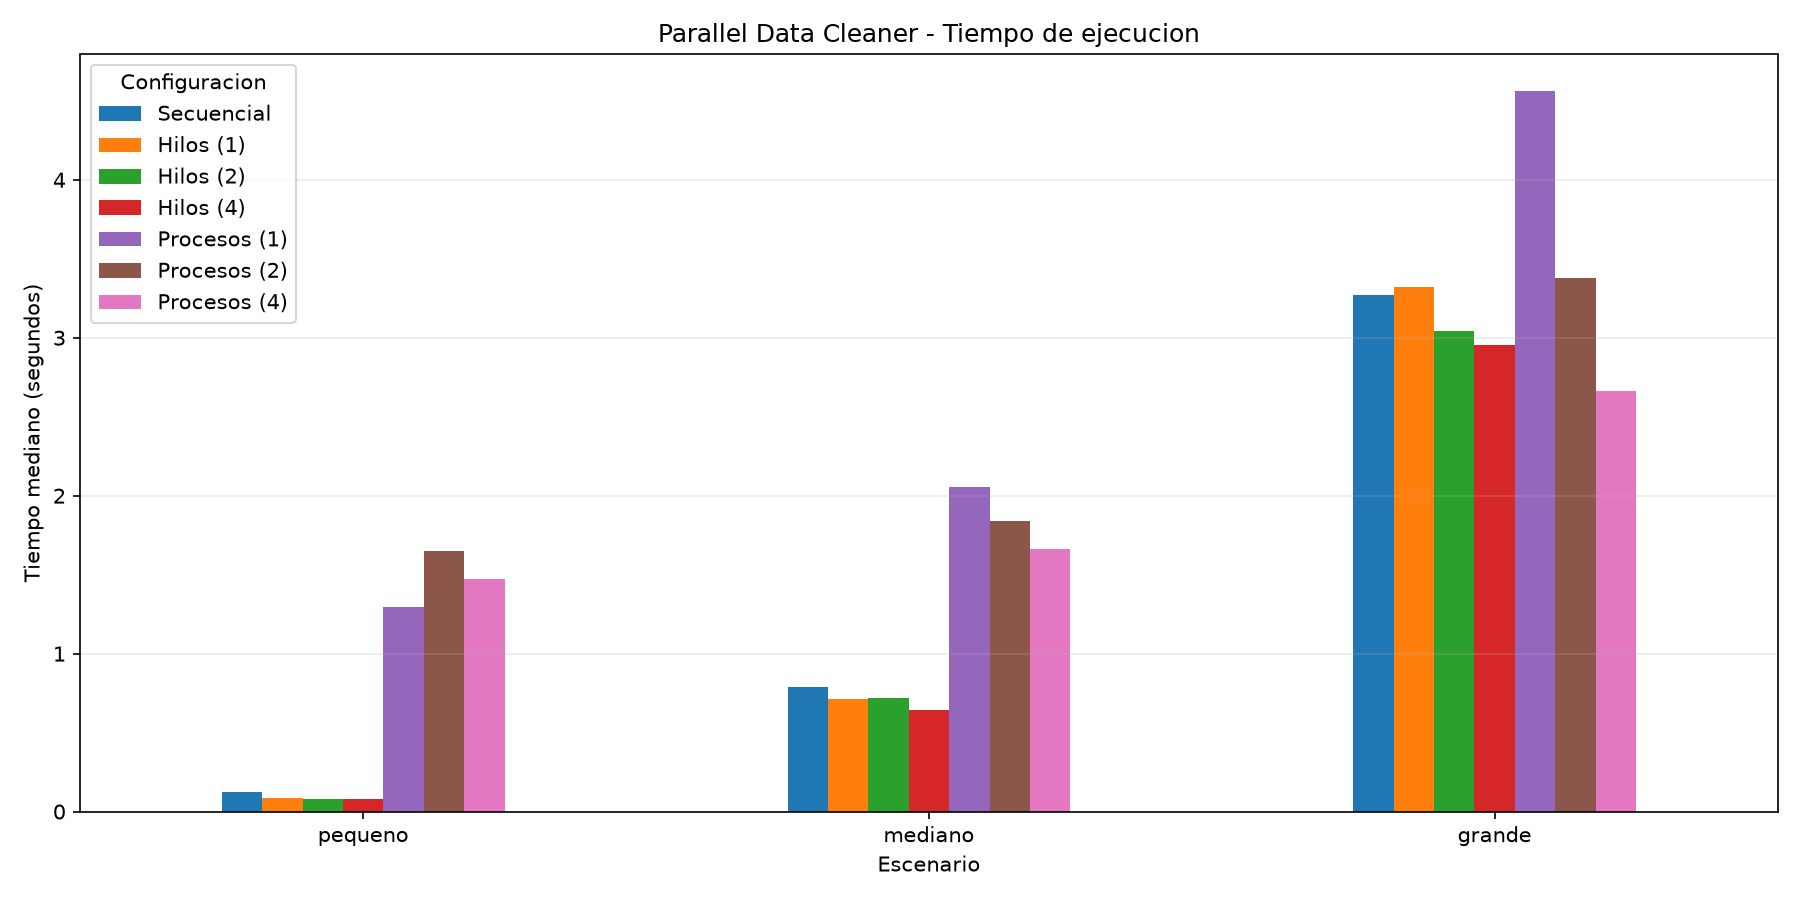 Parallel Data Cleaner - Tiempo de ejecucion
Configuracion
Secuencial
Hilos (1)
Hilos (2)
Hilos (4)
Procesos (1)
Procesos (2)
Procesos (4)
Tiempo mediano (segundos)
4
3
2
1
0
pequeno
mediano
grande
Escenario